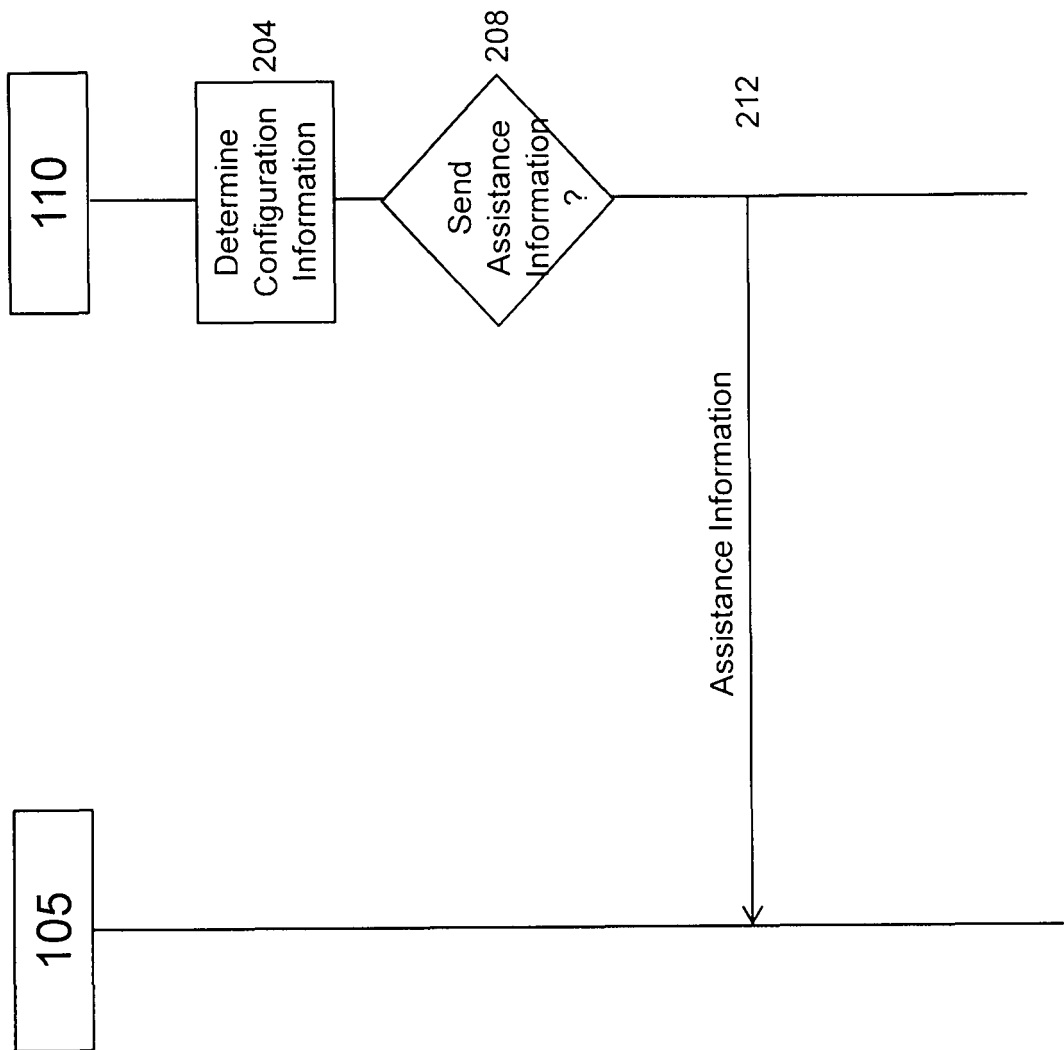 105
110
Determine
Configuration
Information
204
Send
Assistance
Information
?
208
Assistance Information
212